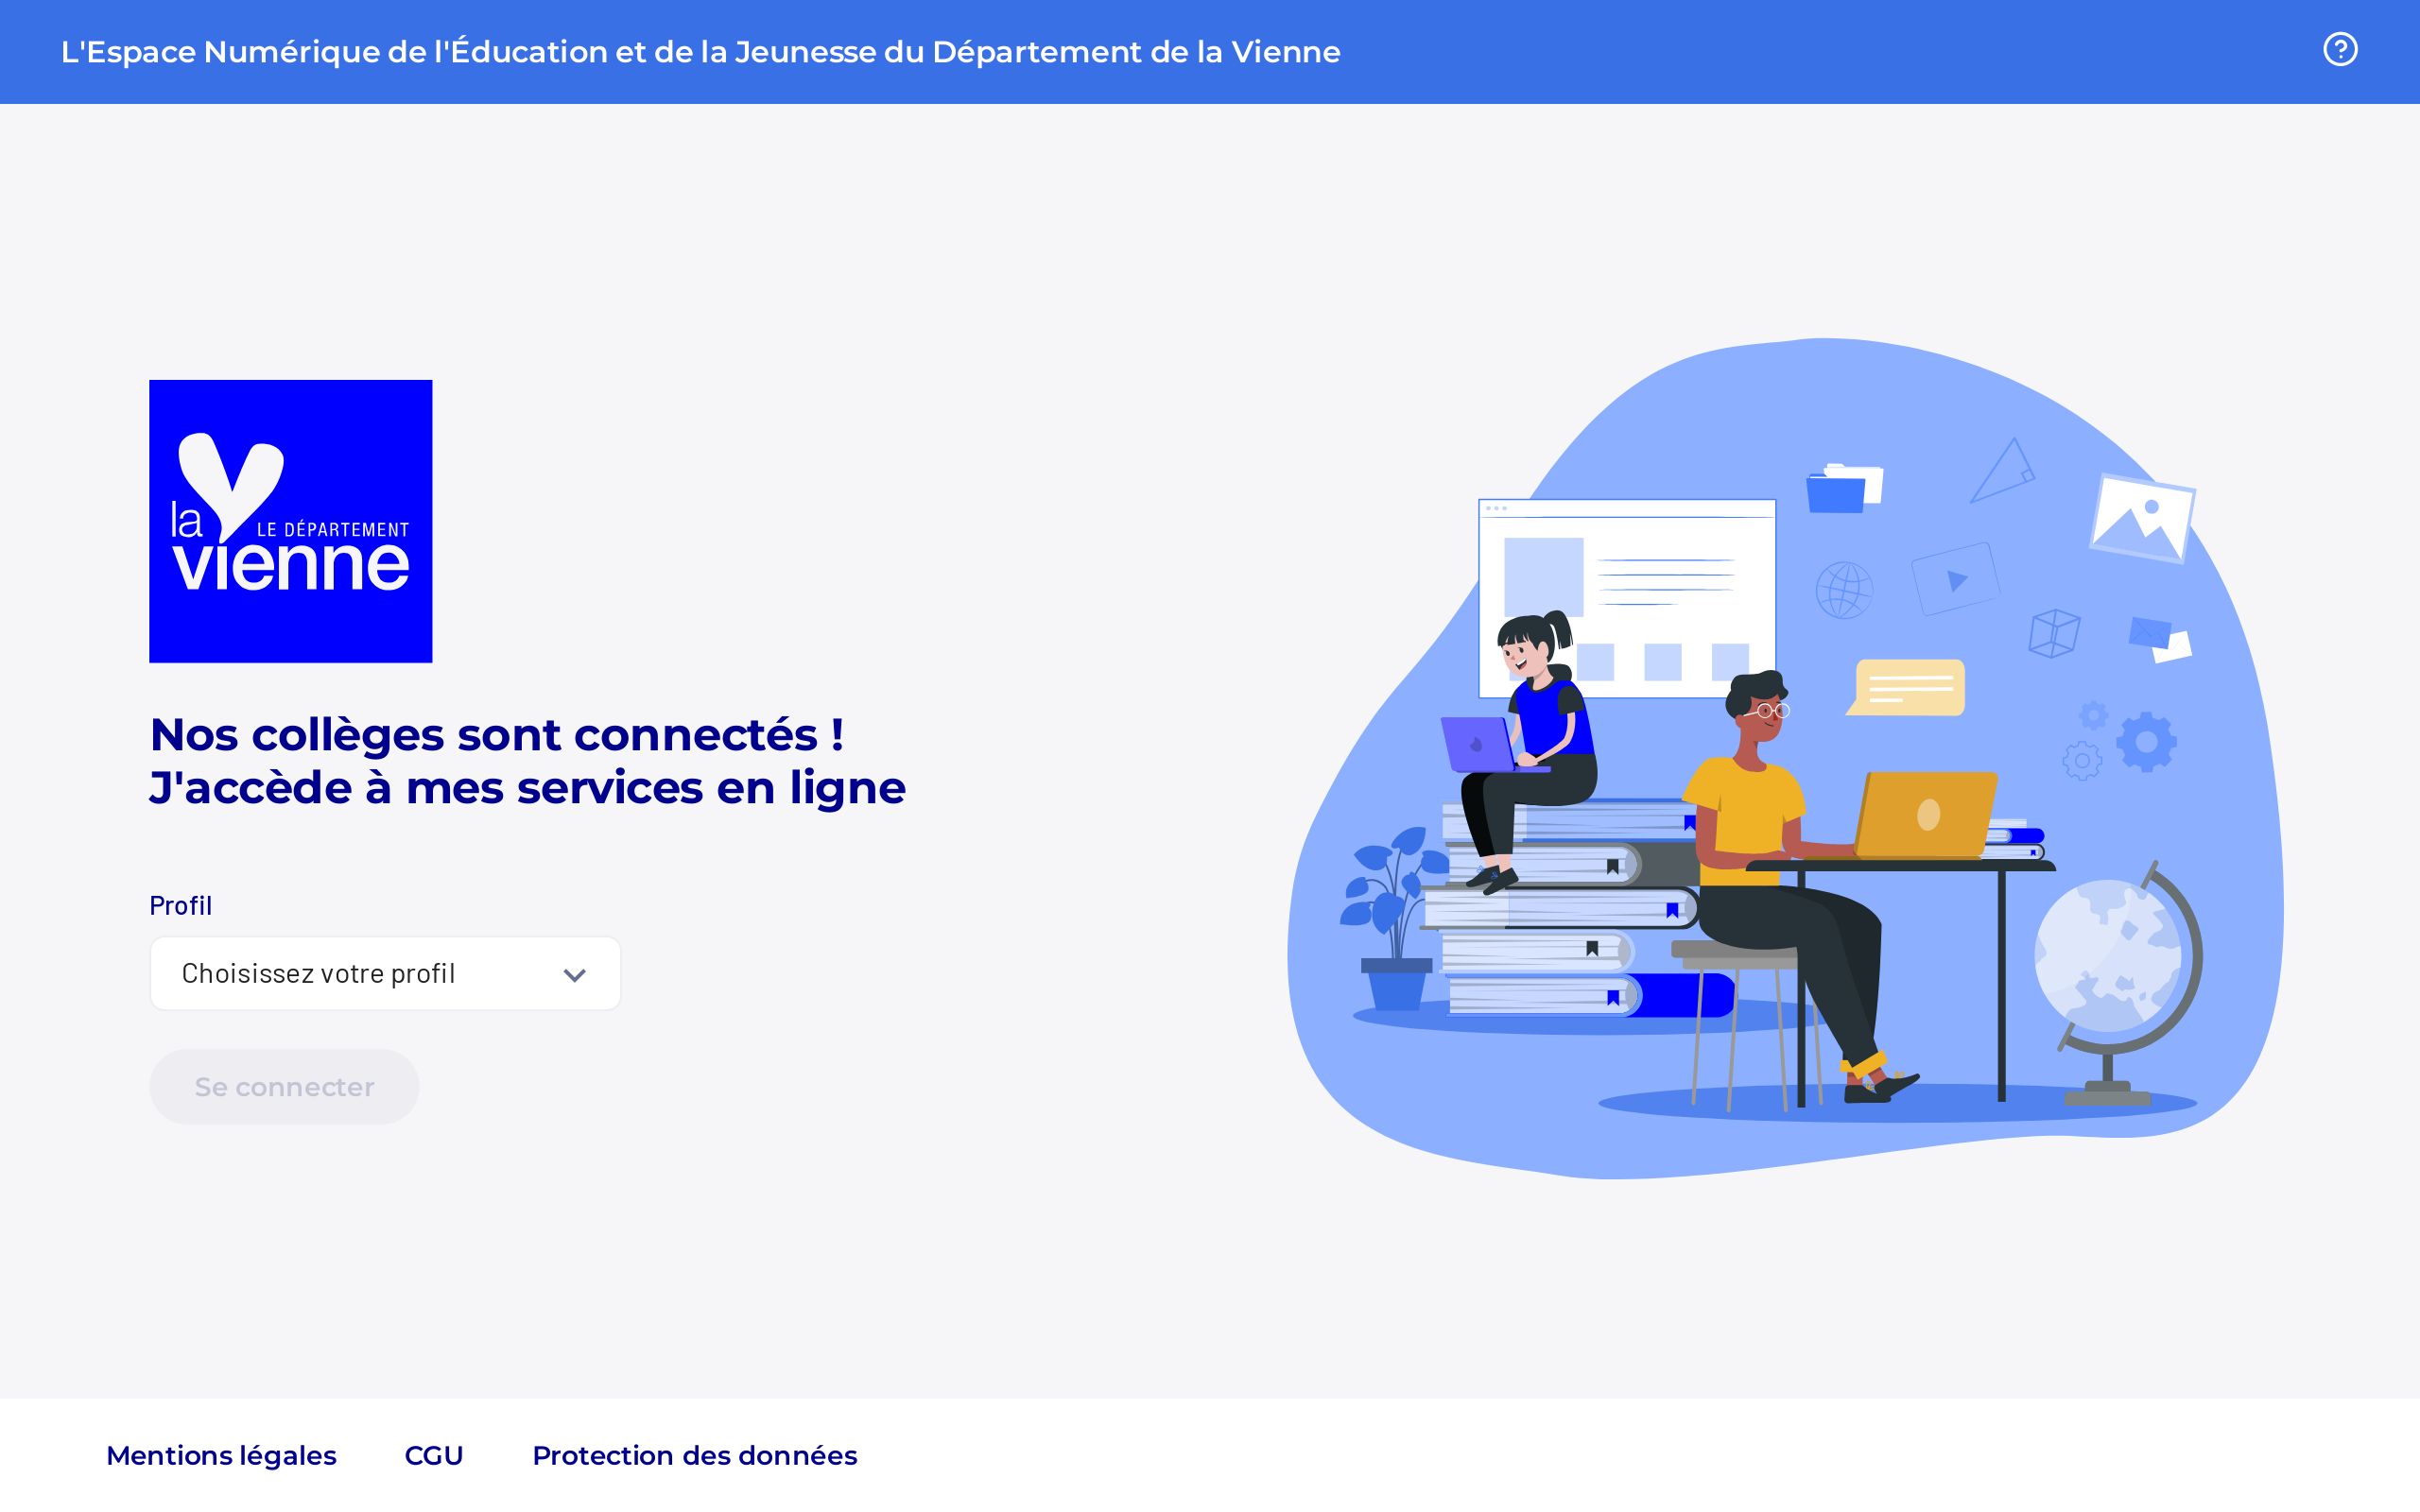 L'Espace Numérique de l'Éducation et de la Jeunesse du Département de la Vienne
la
LE DÉPARTEMENT
vienne
Nos collèges sont connectés !
J'accède à mes services en ligne
Profil
Choisissez votre profil
Se connecter
Mentions légales
CGU
Protection des données